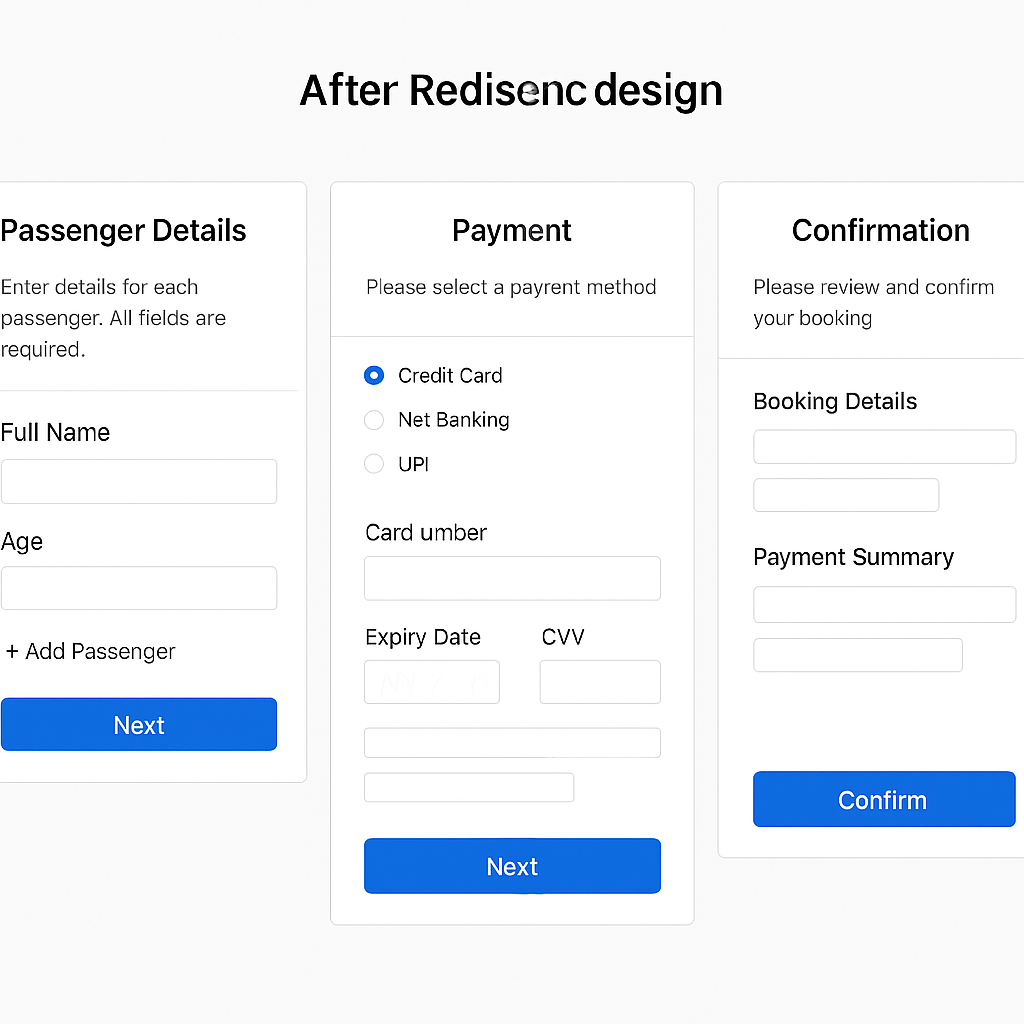 After Redisenc design
Passenger Details
Enter details for each
passenger. All fields are
required.
Full Name
Age
+ Add Passenger
Next
Payment
Please select a payrent method
Credit Card
Net Banking
UPI
Card umber
Expiry Date
CVV
Next
Confirmation
Please review and confirm
your booking
Booking Details
Payment Summary
Confirm